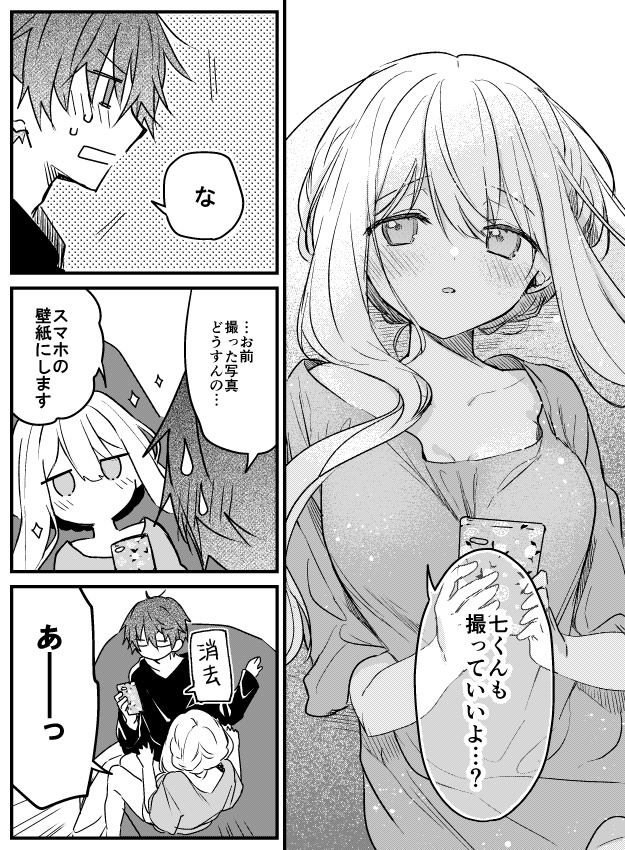 七くんも
撮っていいよ…？
な
…お前
撮った写真
どうすんの…
スマホの
壁紙にします
消去
あーーっ